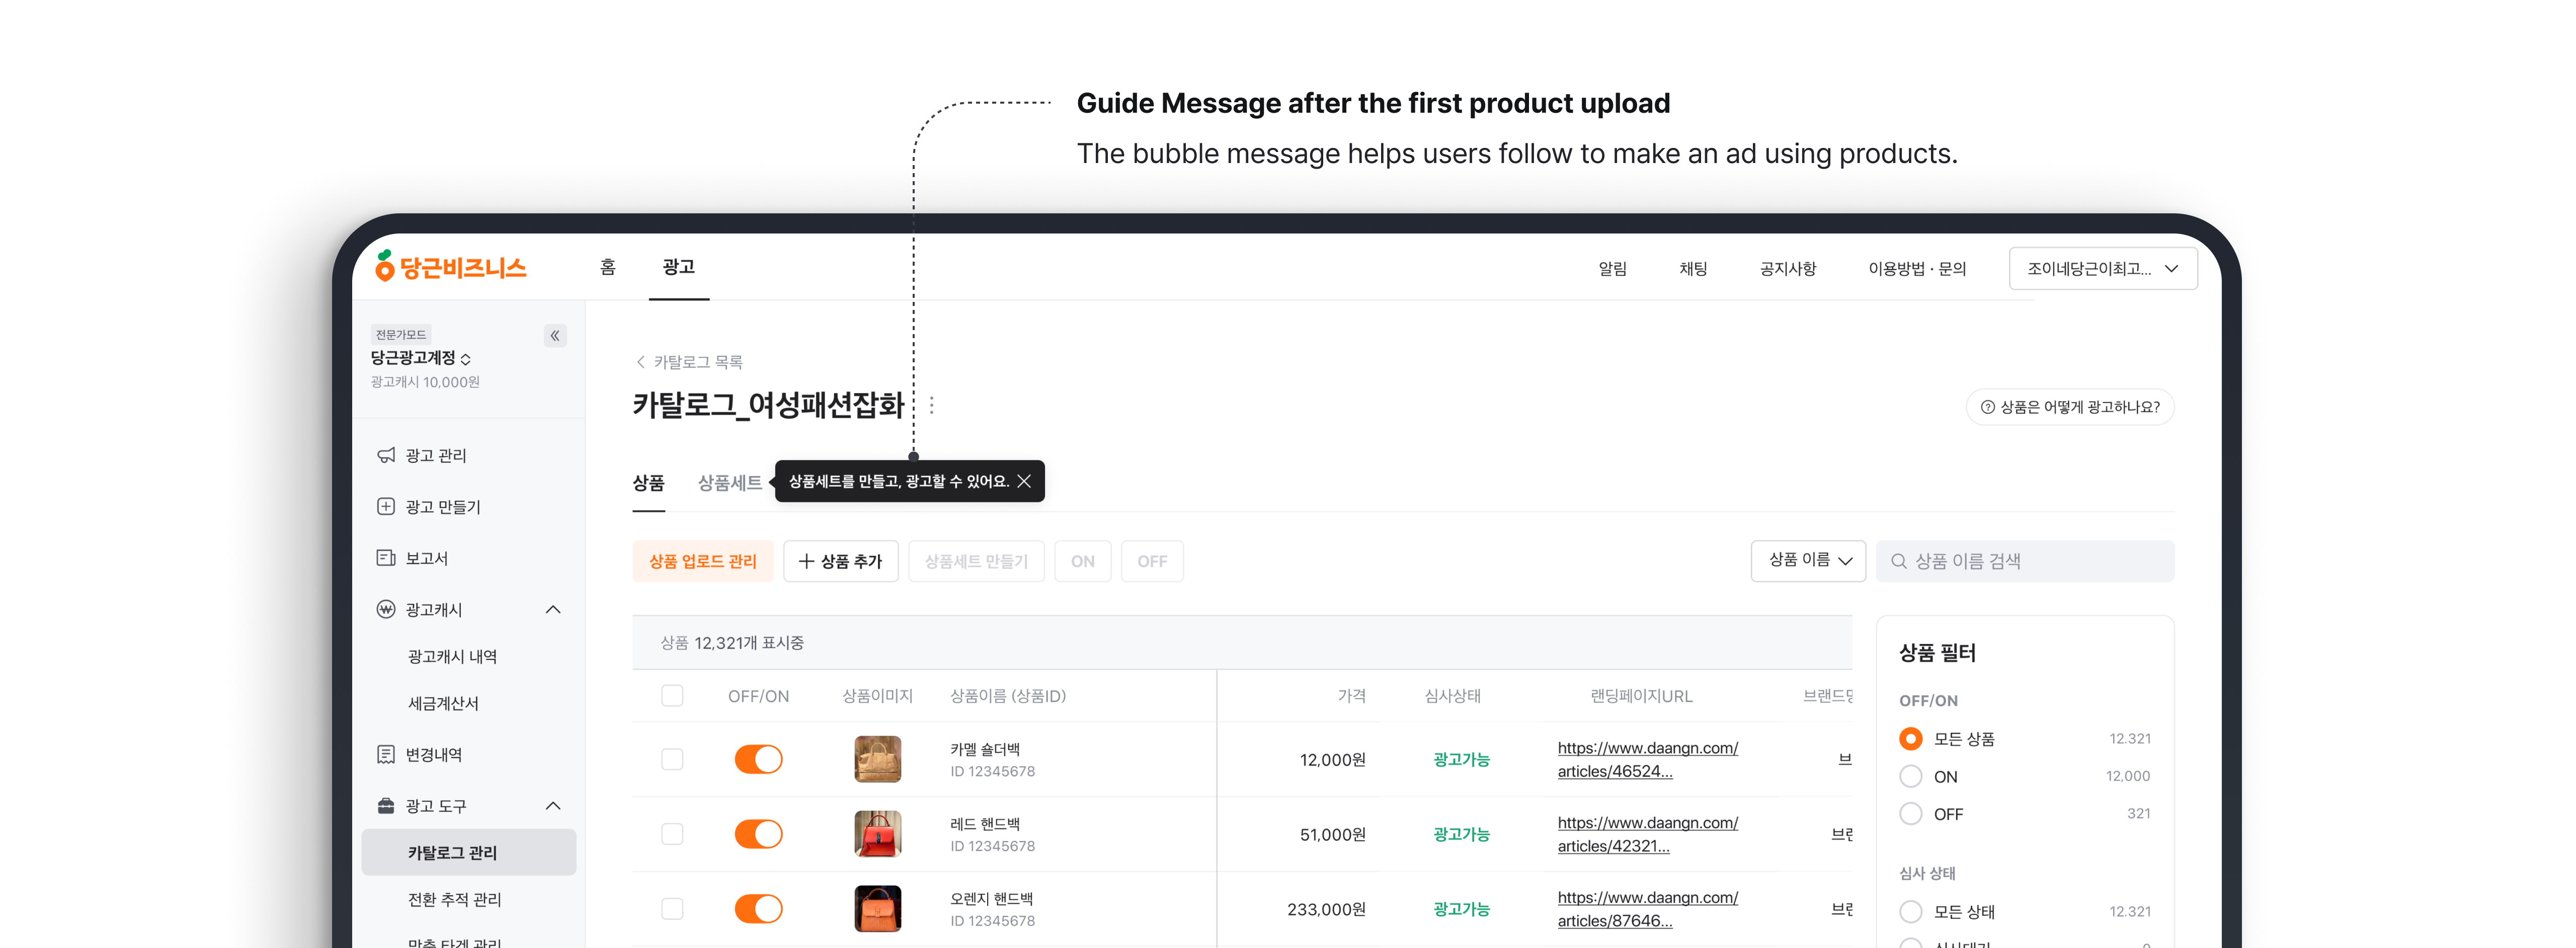 Guide Message after the first product upload
The bubble message helps users follow to make an ad using products.
당근비즈니스
홈
광고
알림
채팅
공지사항
이용방법 · 문의
조이네당근이최고...
전문가모드
당근광고계정
광고캐시 10,000원
광고 관리
광고 만들기
보고서
광고캐시
광고캐시 내역
세금계산서
변경내역
광고 도구
카탈로그 관리
전환 추적 관리
맞춤 타겟 관리
카탈로그 목록
카탈로그_여성패션잡화
상품은 어떻게 광고하나요?
상품
상품세트
상품세트를 만들고, 광고할 수 있어요.
상품 업로드 관리
상품 추가
상품세트 만들기
ON
OFF
상품 이름
상품 이름 검색
상품 12,321개 표시중
OFF/ON
상품이미지
상품이름 (상품ID)
가격
심사상태
랜딩페이지URL
브랜드명
카멜 숄더백
ID 12345678
12,000원
광고가능
https://www.daangn.com/
articles/46524...
브
레드 핸드백
ID 12345678
51,000원
광고가능
https://www.daangn.com/
articles/42321...
오렌지 핸드백
ID 12345678
233,000원
광고가능
https://www.daangn.com/
articles/87646...
상품 필터
OFF/ON
모든 상품
12.321
ON
12,000
OFF
321
심사 상태
모든 상태
12.321